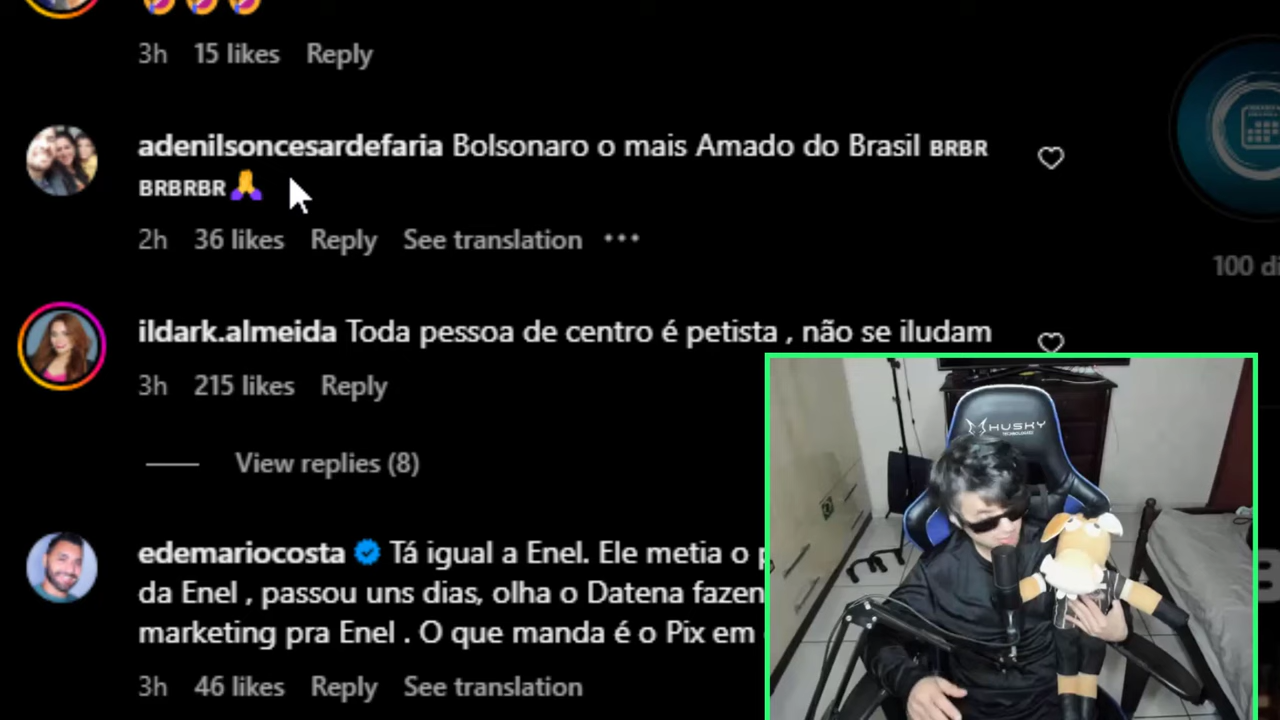 3h 15 likes Reply
adenilsoncesardefaria Bolsonaro o mais Amado do Brasil BRBR
BRBRBR🙏
2h 36 likes Reply See translation •••
100 di
ildark.almeida Toda pessoa de centro é petista , não se iludam
3h 215 likes Reply
View replies (8)
HUSKY
edemariocosta Tá igual a Enel. Ele metia o
da Enel , passou uns dias, olha o Datena fazen
marketing pra Enel . O que manda é o Pix em
3h 46 likes Reply See translation